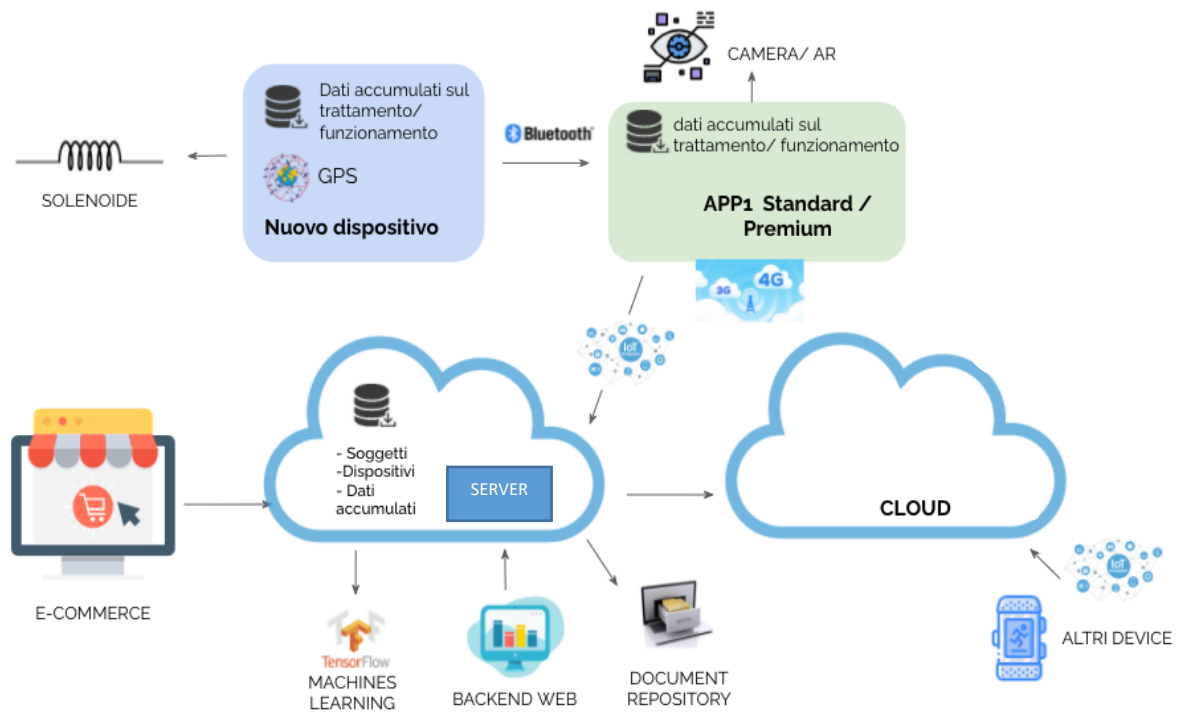 CAMERA/ AR
Dati accumulati sul
trattamento/
funzionamento
GPS
Nuovo dispositivo
Bluetooth
dati accumulati sul
trattamento/ funzionamento
APP1 Standard /
Premium
SOLENOIDE
3G
4G
IoT
- Soggetti
-Dispositivi
- Dati
accumulati
SERVER
CLOUD
E-COMMERCE
TensorFlow
MACHINES
LEARNING
BACKEND WEB
DOCUMENT
REPOSITORY
IoT
ALTRI DEVICE